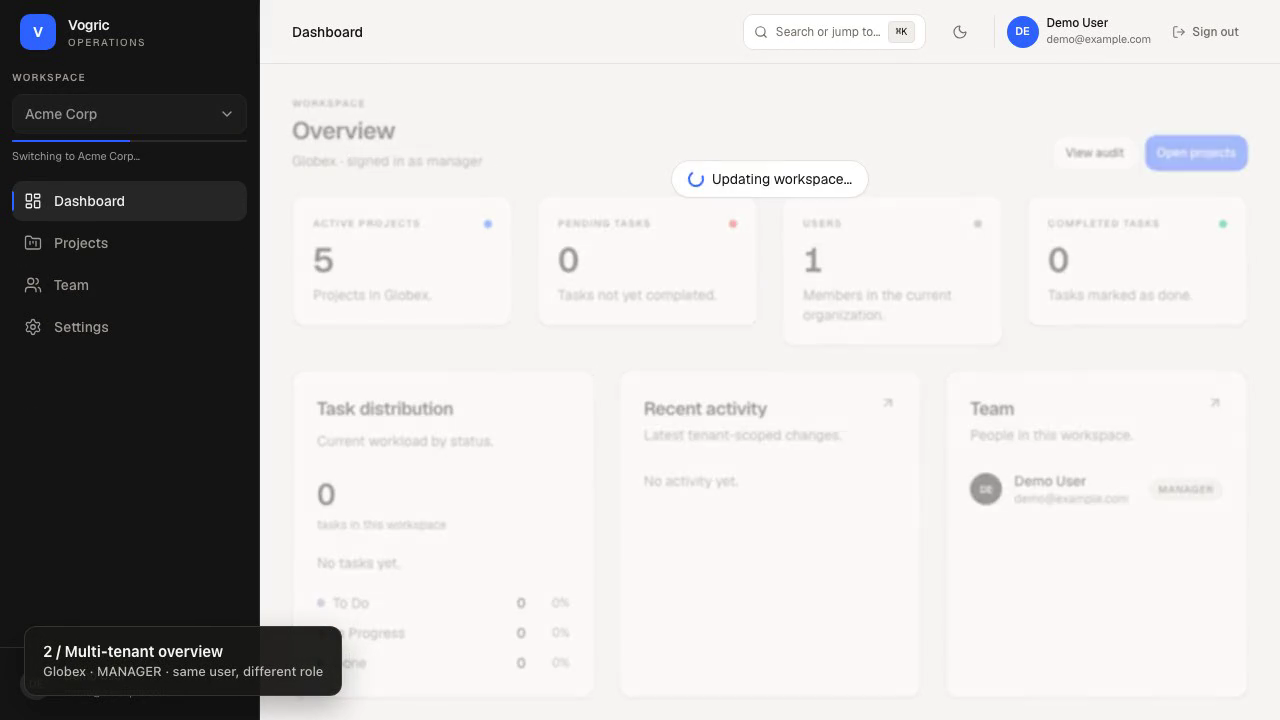 V
Vogric
OPERATIONS
WORKSPACE
Acme Corp
Switching to Acme Corp...
Dashboard
Projects
Team
Settings
Dashboard
Search or jump to...
⌘K
DE
Demo User
demo@example.com
Sign out
WORKSPACE
Overview
Globex · signed in as manager
View audit
Open projects
Updating workspace...
ACTIVE PROJECTS
5
Projects in Globex.
PENDING TASKS
0
Tasks not yet completed.
USERS
1
Members in the current
organization.
COMPLETED TASKS
0
Tasks marked as done.
Task distribution
Current workload by status.
0
tasks in this workspace
No tasks yet.
To Do 0 0%
Progress 0 0%
0 0%
Recent activity
Latest tenant-scoped changes.
No activity yet.
Team
People in this workspace.
DE
Demo User
demo@example.com
MANAGER
2 / Multi-tenant overview
Globex · MANAGER · same user, different role